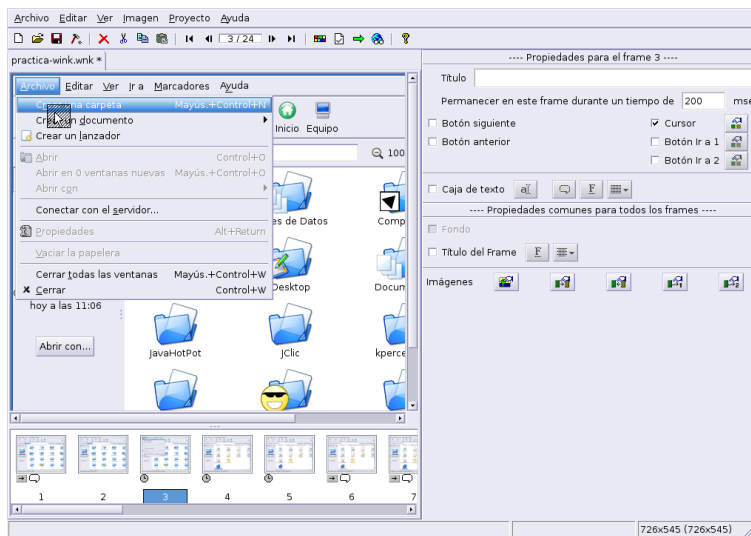 Archivo Editar Ver Imagen Proyecto Ayuda
3 / 24
practica-wink.wnk *
Archivo Editar Ver Ir a Marcadores Ayuda
carpeta Mayús.+Control+N
documento
Crear un lanzador
Abrir Control+O
Abrir en 0 ventanas nuevas Mayús.+Control+O
Abrir con
Conectar con el servidor...
Propiedades Alt+Return
Vaciar la papelera
Cerrar todas las ventanas Mayús.+Control+W
Cerrar Control+W
hoy a las 11:06
Abrir con...
Inicio Equipo
100
es de Datos Comp
Desktop Docum
JavaHotPot JClic kperce
1 2 3 4 5 6 7
---- Propiedades para el frame 3 ----
Título
Permanecer en este frame durante un tiempo de 200 mse
Botón siguiente Cursor
Botón anterior Botón Ir a 1
Botón Ir a 2
Caja de texto a F
---- Propiedades comunes para todos los frames ----
Fondo
Título del Frame F
Imágenes
726x545 (726x545)